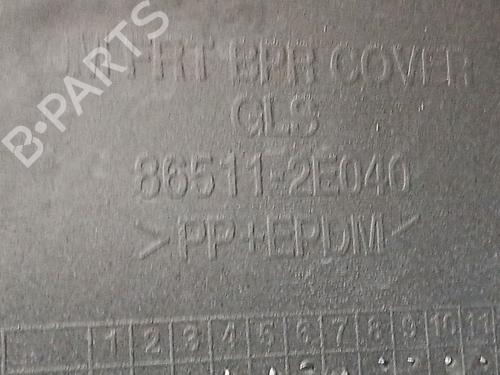 FRT BPR COVER
GLS
86511-2E040
>PP+EPDM<
1 2 3 4 5 6 7 8 9 10 11
B-PARTS